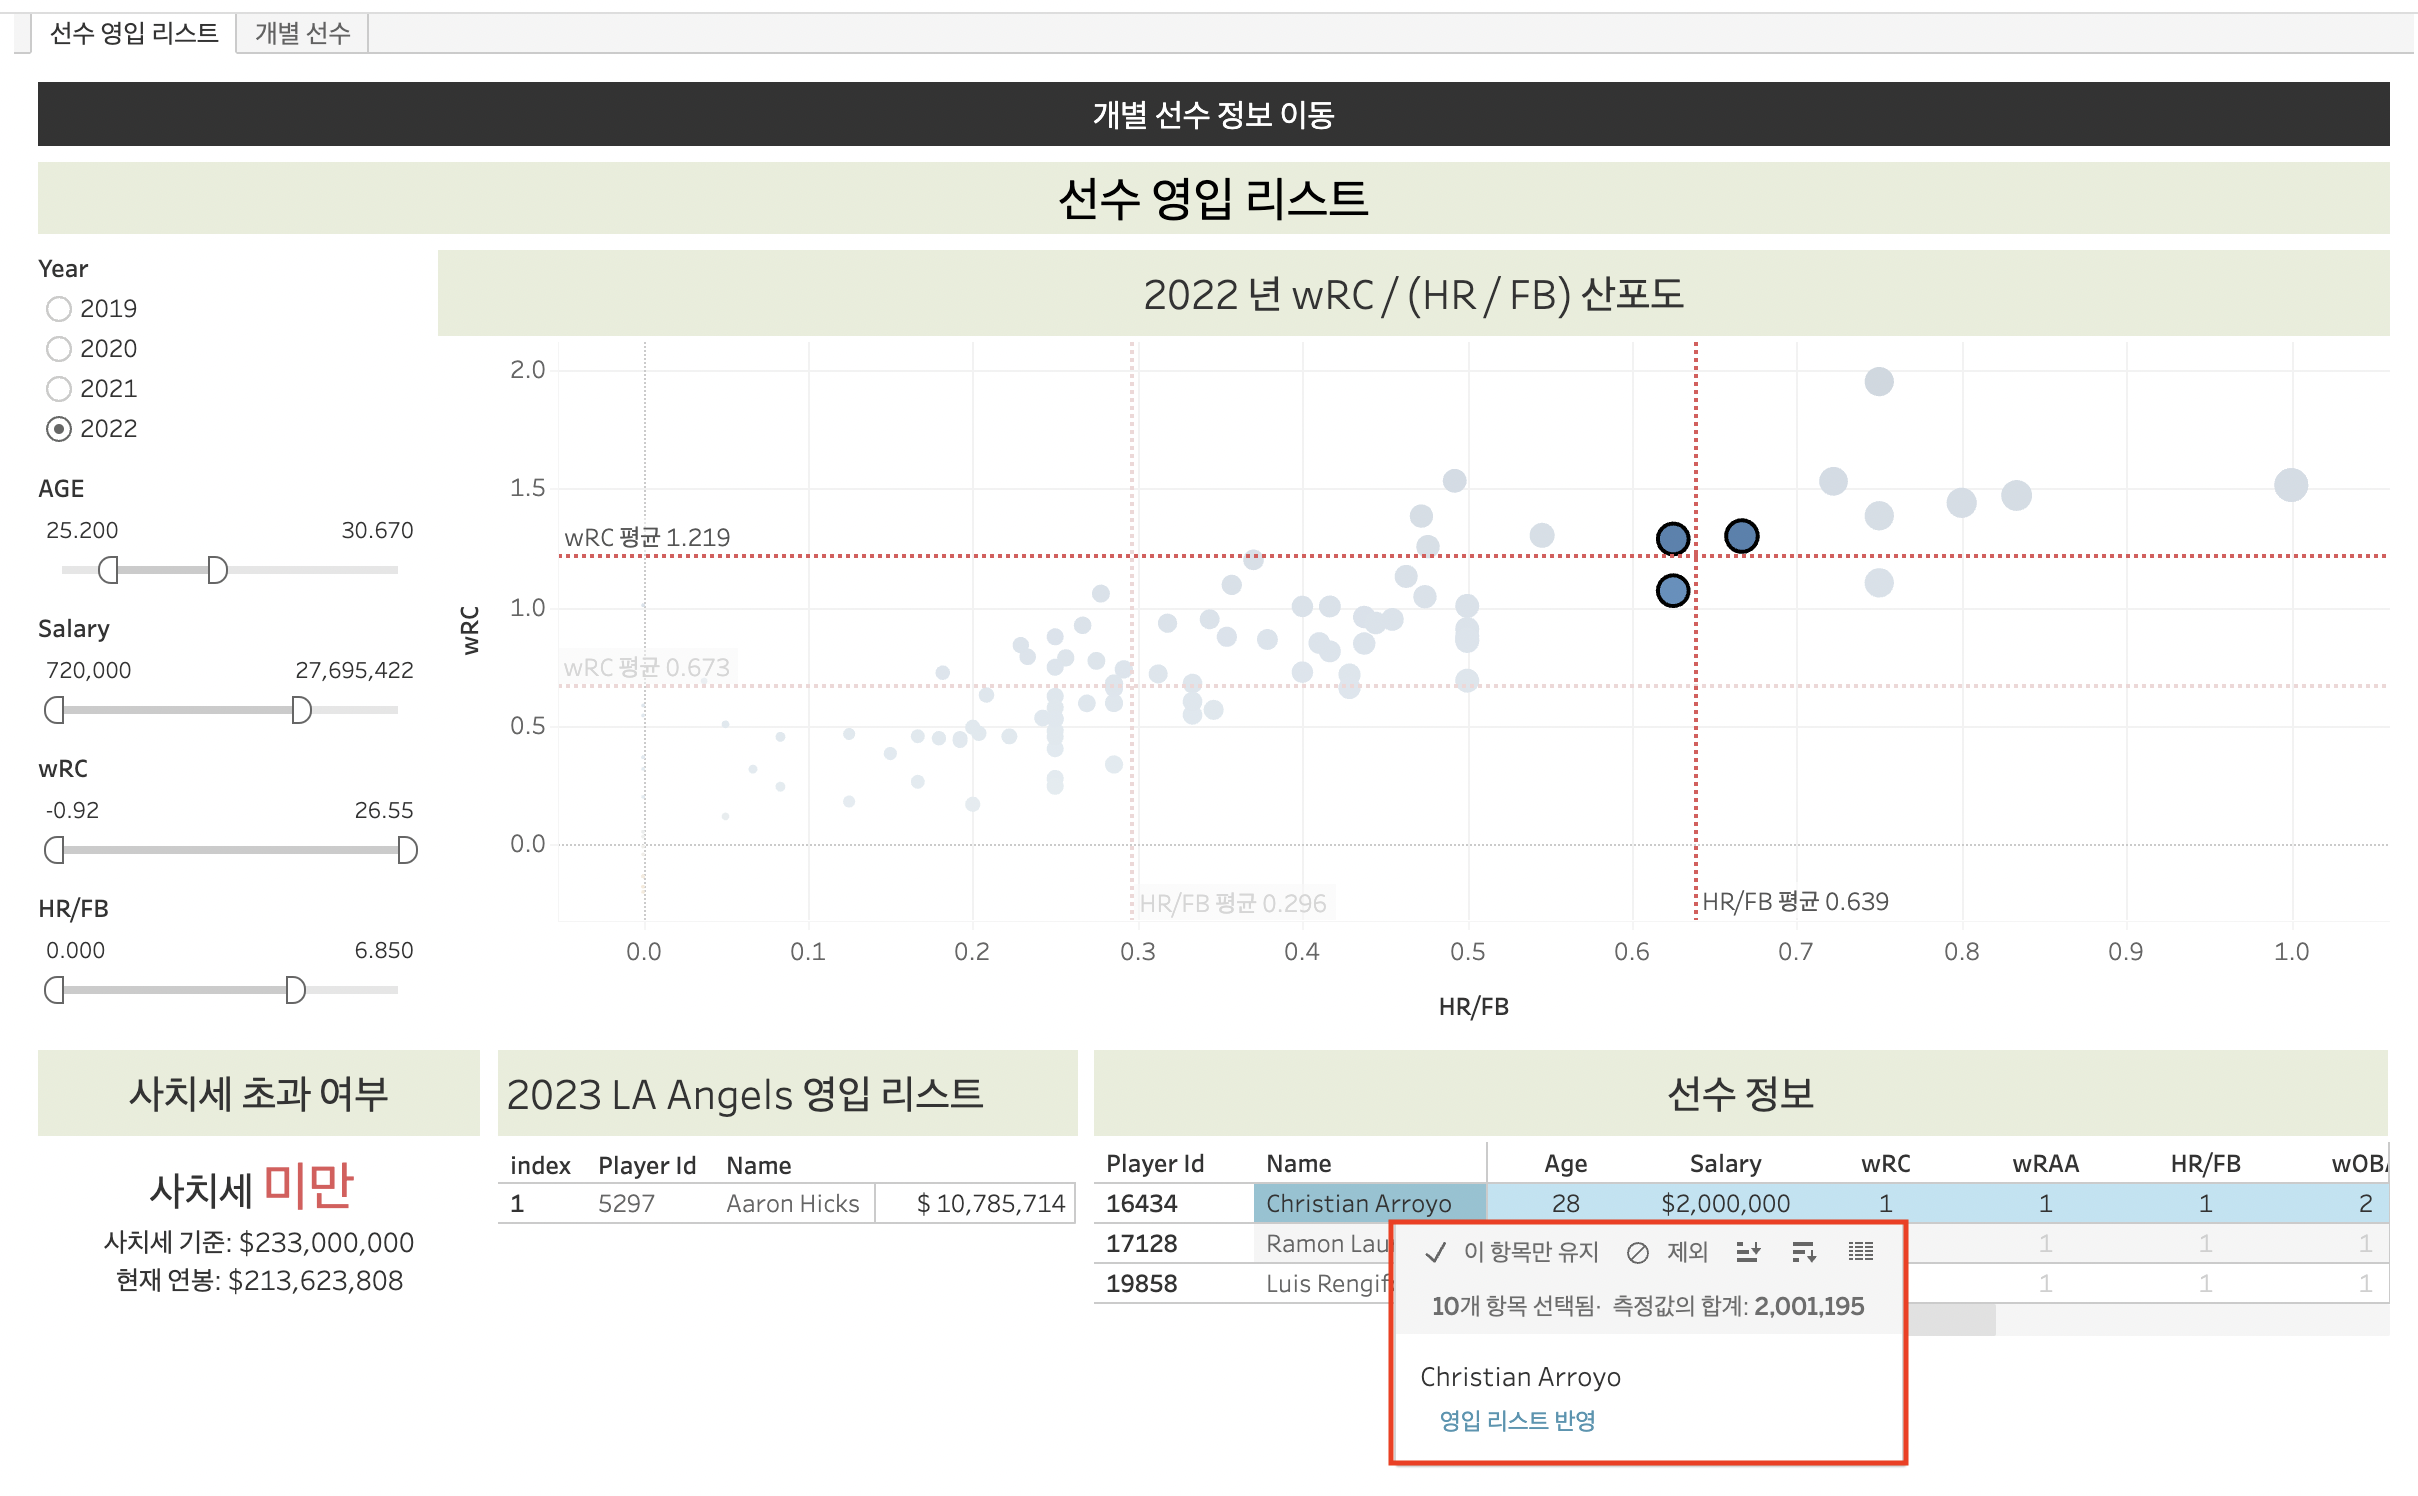 선수 영입 리스트
개별 선수
개별 선수 정보 이동
선수 영입 리스트
Year
2019
2020
2021
2022
AGE
25.200 30.670
Salary
720,000 27,695,422
wRC
-0.92 26.55
HR/FB
0.000 6.850
2022 년 wRC / (HR / FB) 산포도
2.0
1.5
1.0
0.5
0.0
wRC
wRC 평균 1.219
wRC 평균 0.673
HR/FB 평균 0.296
HR/FB 평균 0.639
0.0 0.1 0.2 0.3 0.4 0.5 0.6 0.7 0.8 0.9 1.0
HR/FB
사치세 초과 여부
사치세 미만
사치세 기준: $233,000,000
현재 연봉: $213,623,808
2023 LA Angels 영입 리스트
index Player Id Name
1 5297 Aaron Hicks $ 10,785,714
선수 정보
Player Id Name Age Salary wRC wRAA HR/FB wOB
16434 Christian Arroyo 28 $2,000,000 1 1 1 2
17128 Ramon Lau 1 1 1
19858 Luis Rengif 1 1 1
이 항목만 유지 제외
10개 항목 선택됨· 측정값의 합계: 2,001,195
Christian Arroyo
영입 리스트 반영